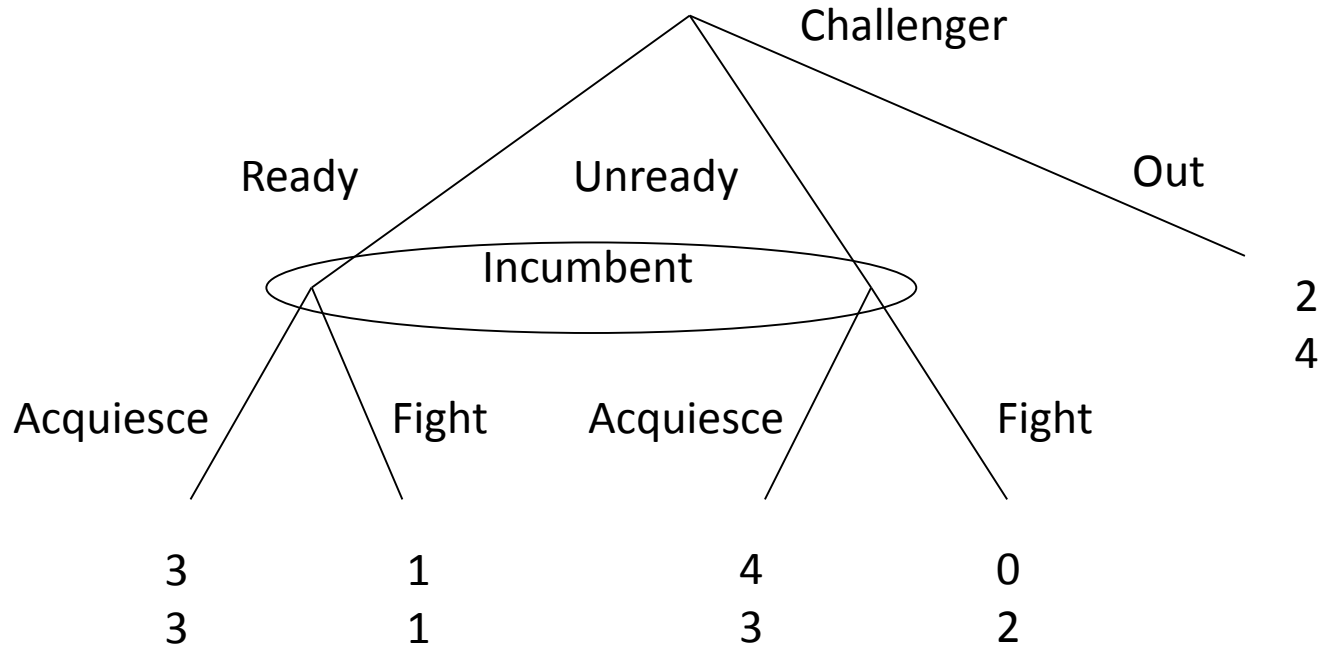 Challenger
Ready
Unready
Out
Incumbent
2
4
Acquiesce
Fight
Acquiesce
Fight
3 1 4 0
3 1 3 2